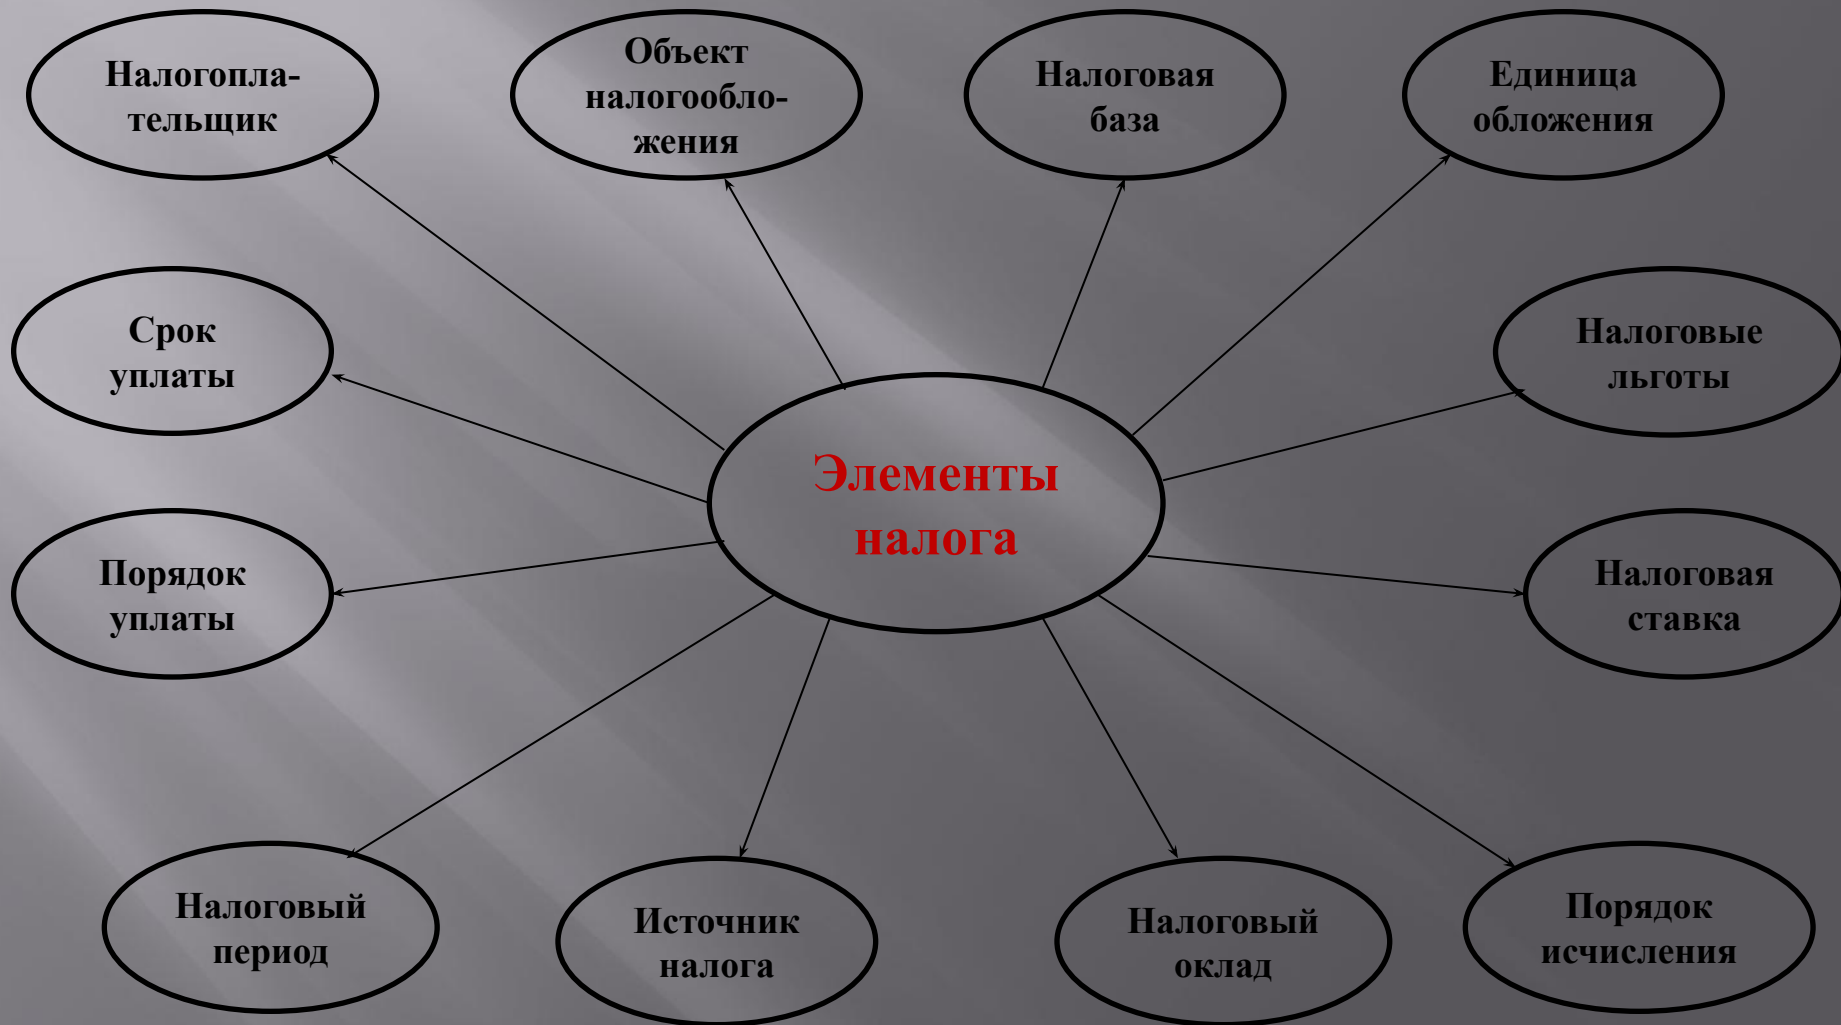 Налогопла-
тельщик
Объект
налогообло-
жения
Налоговая
база
Единица
обложения
Срок
уплаты
Налоговые
льготы
Элементы
налога
Порядок
уплаты
Налоговая
ставка
Налоговый
период
Источник
налога
Налоговый
оклад
Порядок
исчисления